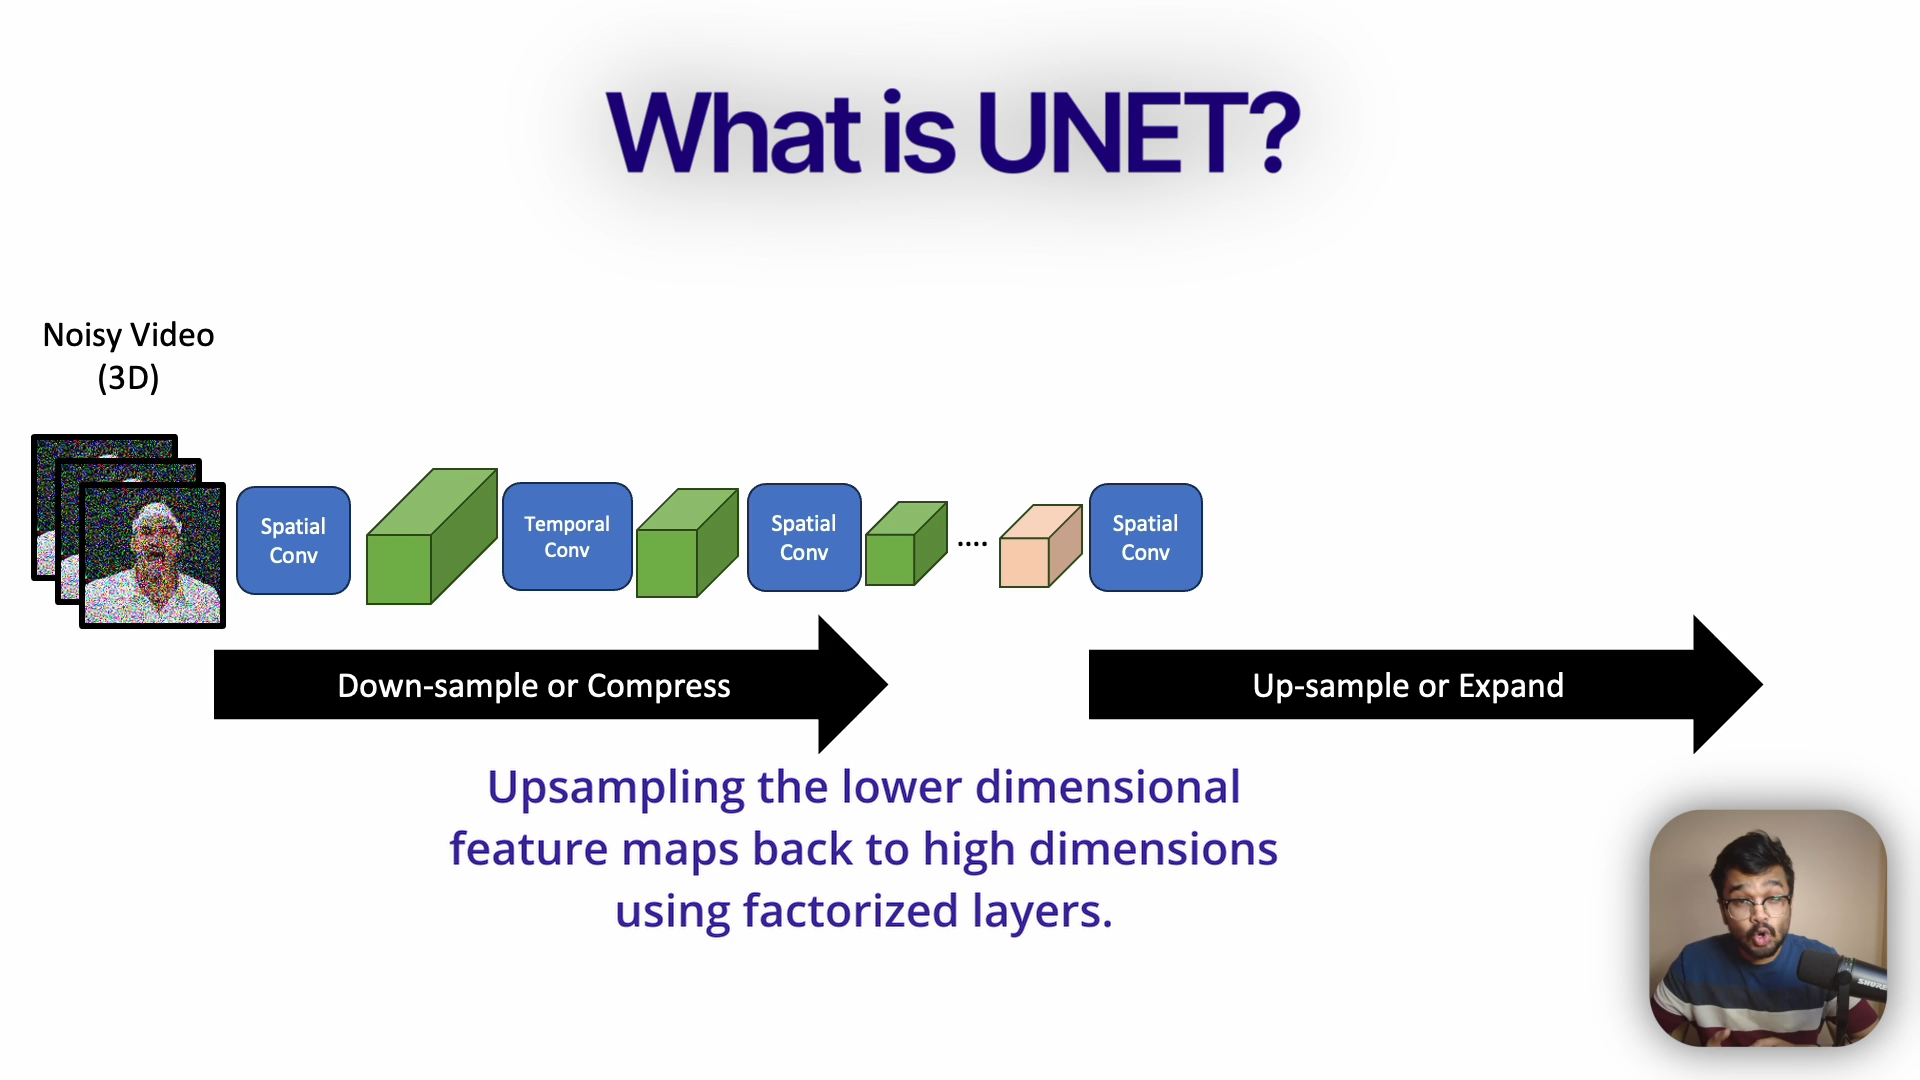 What is UNET?
Noisy Video
(3D)
Spatial
Conv
Temporal
Conv
Spatial
Conv
....
Spatial
Conv
Down-sample or Compress
Up-sample or Expand
Upsampling the lower dimensional
feature maps back to high dimensions
using factorized layers.
SHURE